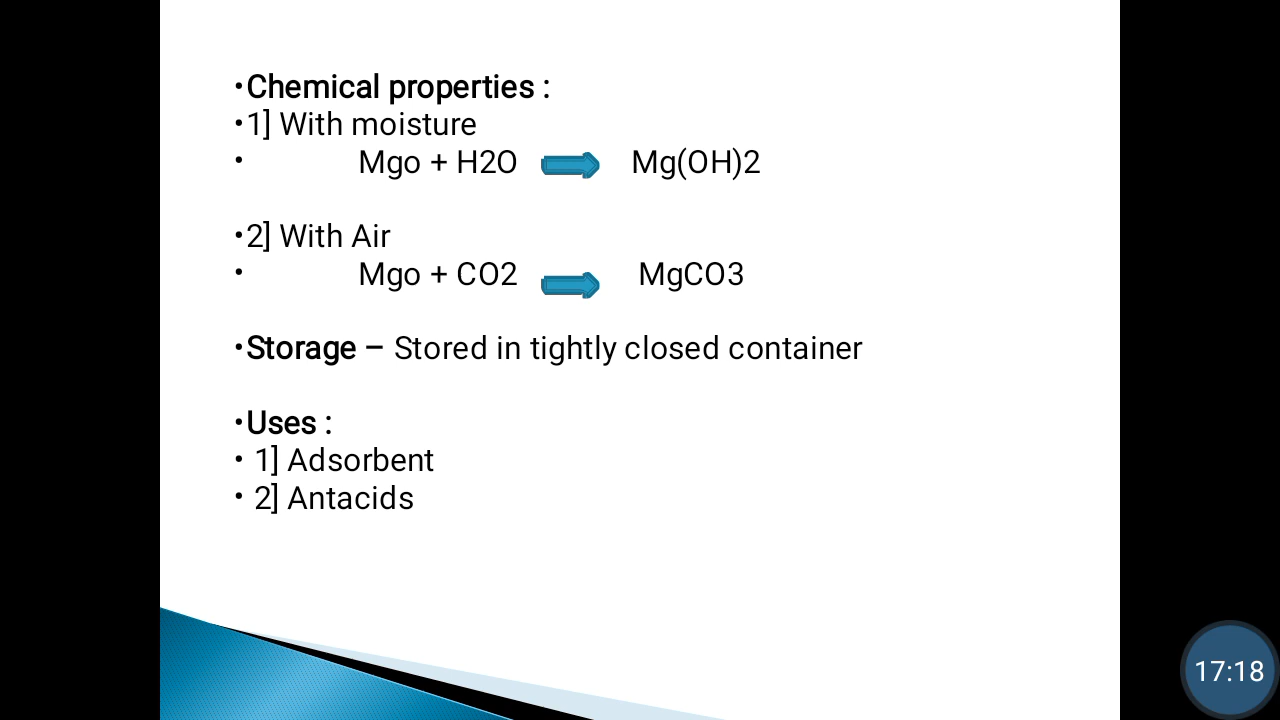 •Chemical properties :
•1] With moisture
• Mgo + H2O Mg(OH)2
•2] With Air
• Mgo + CO2 MgCO3
•Storage – Stored in tightly closed container
•Uses :
• 1] Adsorbent
• 2] Antacids
17:18